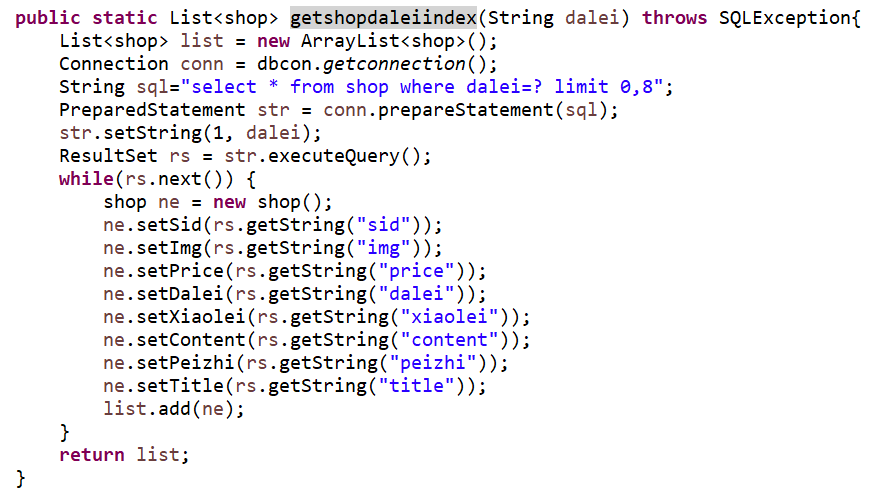 public static List<shop> getshopdaleiindex(String dalei) throws SQLException{
    List<shop> list = new ArrayList<shop>();
    Connection conn = dbcon.getconnection();
    String sql="select * from shop where dalei=? limit 0,8";
    PreparedStatement str = conn.prepareStatement(sql);
    str.setString(1, dalei);
    ResultSet rs = str.executeQuery();
    while(rs.next()) {
        shop ne = new shop();
        ne.setSid(rs.getString("sid"));
        ne.setImg(rs.getString("img"));
        ne.setPrice(rs.getString("price"));
        ne.setDalei(rs.getString("dalei"));
        ne.setXiaolei(rs.getString("xiaolei"));
        ne.setContent(rs.getString("content"));
        ne.setPeizhi(rs.getString("peizhi"));
        ne.setTitle(rs.getString("title"));
        list.add(ne);
    }
    return list;
}